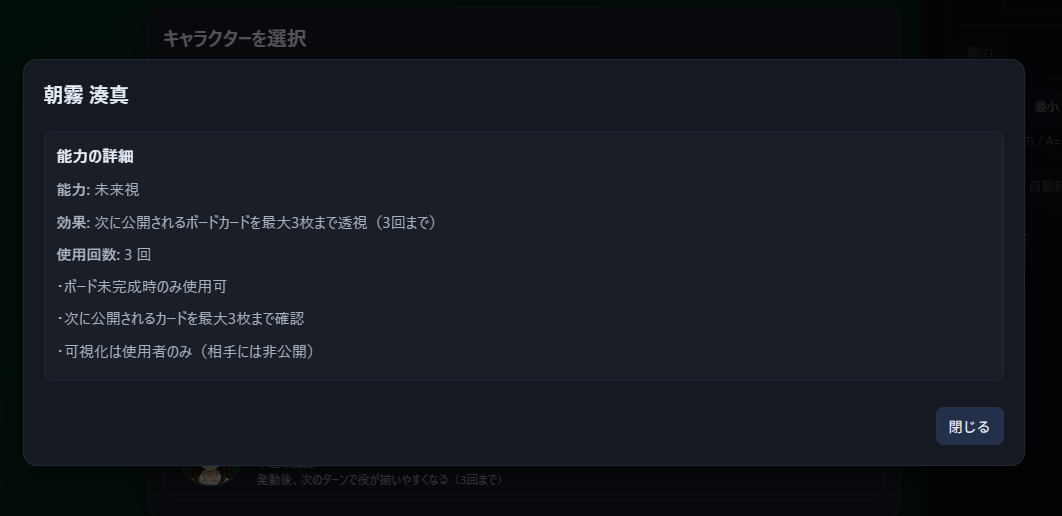 キャラクターを選択
能力
朝霧 湊真
最小
能力の詳細
能力: 未来視
効果: 次に公開されるボードカードを最大3枚まで透視（3回まで）
使用回数: 3 回
・ボード未完成時のみ使用可
・次に公開されるカードを最大3枚まで確認
・可視化は使用者のみ（相手には非公開）
閉じる
発動後、次のターンで役が揃いやすくなる（3回まで）